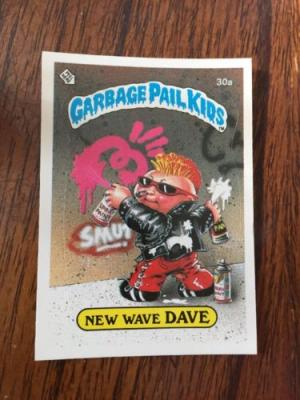 30a
GARBAGE PAIL KIDS
SMUT
NEW WAVE DAVE